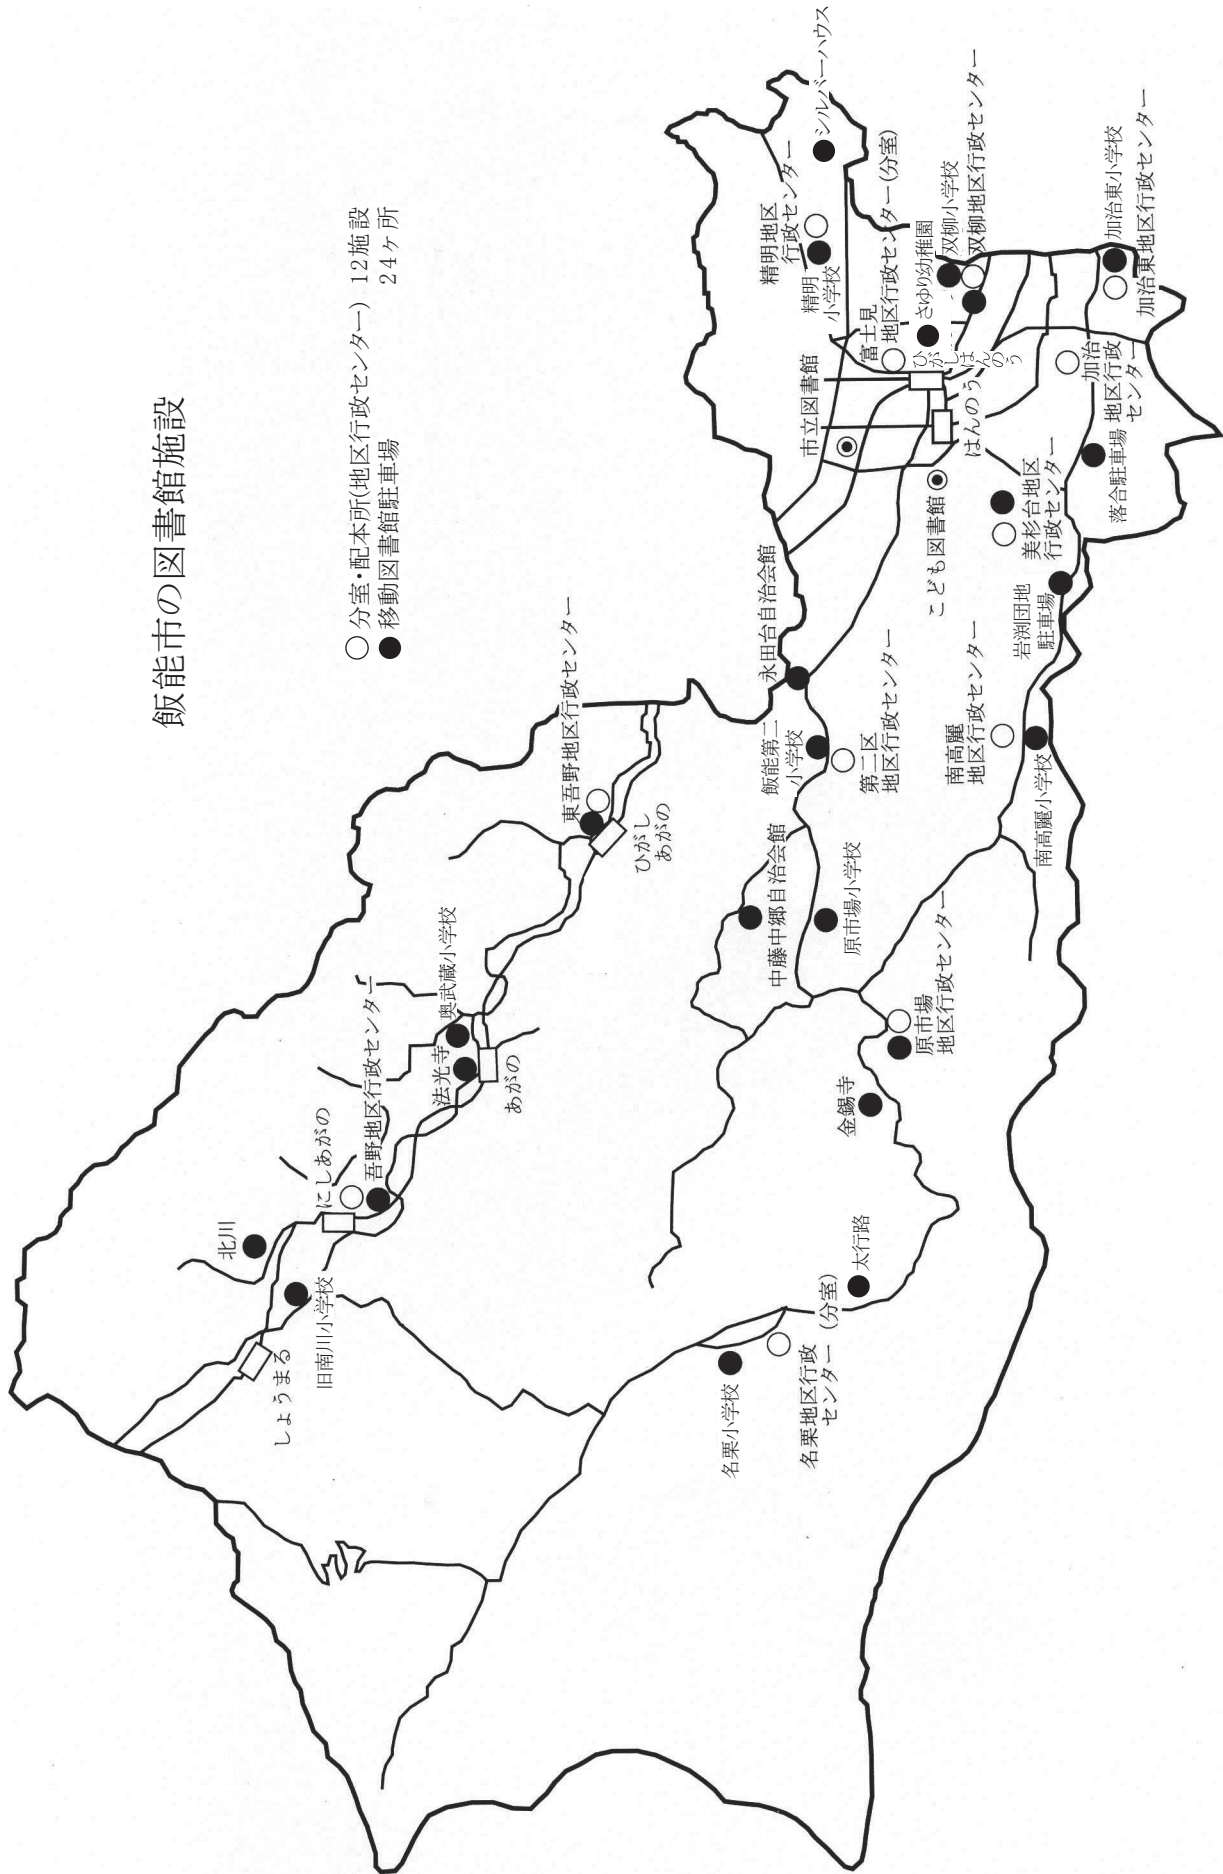 飯能市の図書館施設
○分室・配本所(地区行政センター) 12施設
●移動図書館駐車場 24ヶ所
しょうまる
旧南川小学校
北川
にしあがの
吾野地区行政センター
法光寺
奥武蔵小学校
あがの
東吾野地区行政センター
ひがし
あがの
名栗小学校
名栗地区行政
センター (分室)
太行路
金錫寺
原市場
地区行政センター
中藤中郷自治会館
原市場小学校
飯能第二
小学校
第二区
地区行政センター
永田台自治会館
南高麗
地区行政センター
南高麗小学校
岩渕団地
駐車場
こども図書館
市立図書館
美杉台地区
行政センター
落合駐車場
はんのう
ひがしはんのう
加治
地区行政
センター
富士見
地区行政センター(分室)
さゆり幼稚園
双柳小学校
双柳地区行政センター
精明
小学校
精明地区
行政センター
シルバーハウス
加治東小学校
加治東地区行政センター